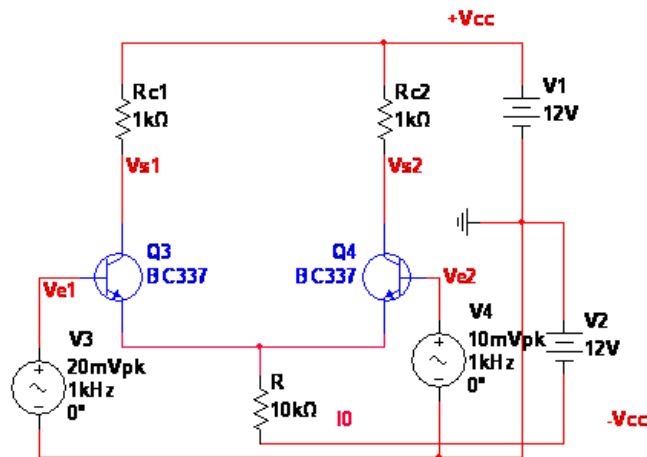 +Vcc
Rc1
1kΩ
Rc2
1kΩ
V1
12V
Vs1
Vs2
Q3
BC337
Q4
BC337
Ve1
Ve2
V3
20mVpk
1kHz
0°
V4
10mVpk
1kHz
0°
V2
12V
R
10kΩ
I0
-Vcc